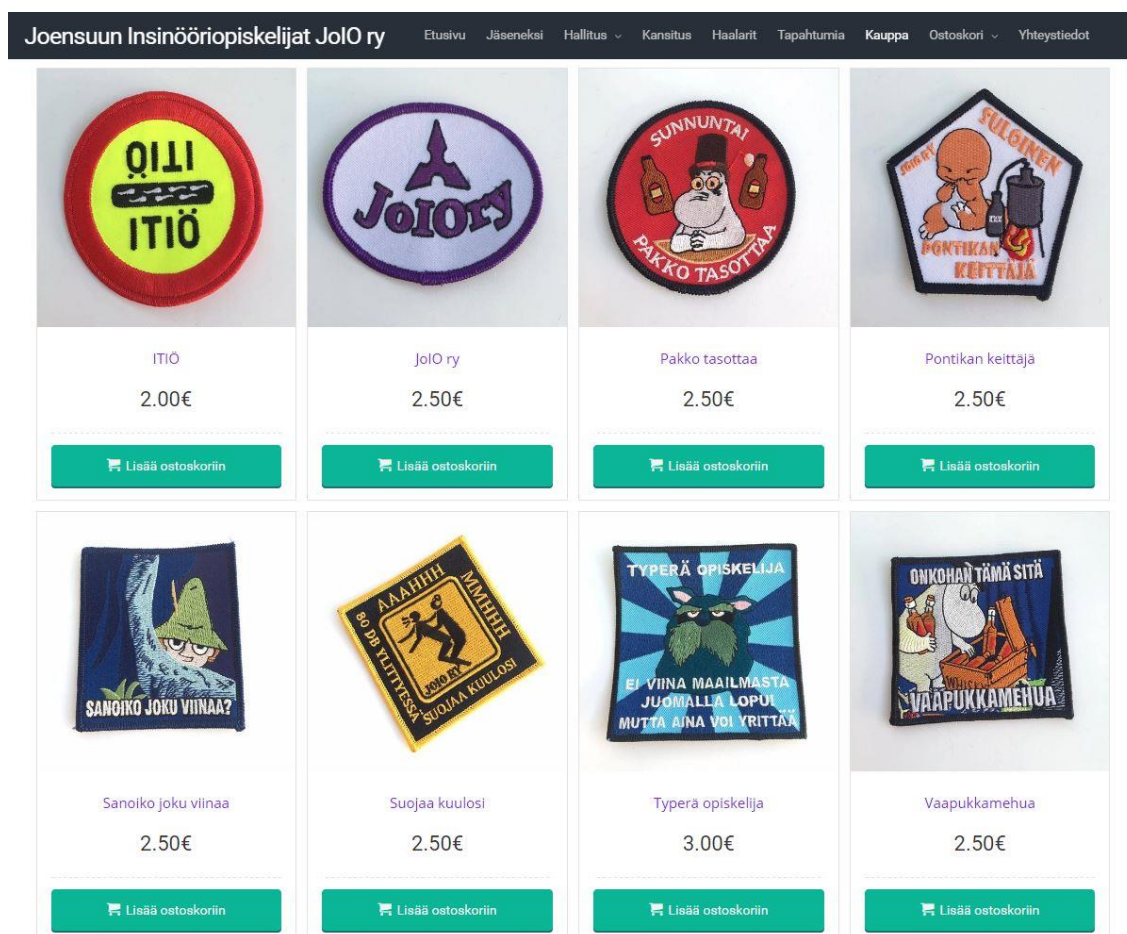 Joensuun Insinööriopiskelijat JoIO ry
Etusivu Jäseneksi Hallitus Kansitus Haalarit Tapahtumia Kauppa Ostoskori Yhteystiedot
ITIÖ
ITIÖ
JoIOry
SUNNUNTAI
PAKKO TASOTTAA
SULOINEN
JOIO RY
PONTIKAN
KEITTÄJÄ
ITIÖ
JoIO ry
Pakko tasottaa
Pontikan keittäjä
2.00€
2.50€
2.50€
2.50€
Lisää ostoskoriin
Lisää ostoskoriin
Lisää ostoskoriin
Lisää ostoskoriin
SANOIKO JOKU VIINAA?
AAAHHH
MMHHH
80 DB YLITTYESSÄ
SUOJAA KUULOSI
JOIO RY
TYPERÄ OPISKELIJA
EI VIINA MAAILMASTA
JUOMALLA LOPU!
MUTTA AINA VOI YRITTÄÄ
ONKOHAN TÄMÄ SITÄ
WHISKY
VAAPUKKAMEHUA
Sanoiko joku viinaa
Suojaa kuulosi
Typerä opiskelija
Vaapukkamehua
2.50€
2.50€
3.00€
2.50€
Lisää ostoskoriin
Lisää ostoskoriin
Lisää ostoskoriin
Lisää ostoskoriin